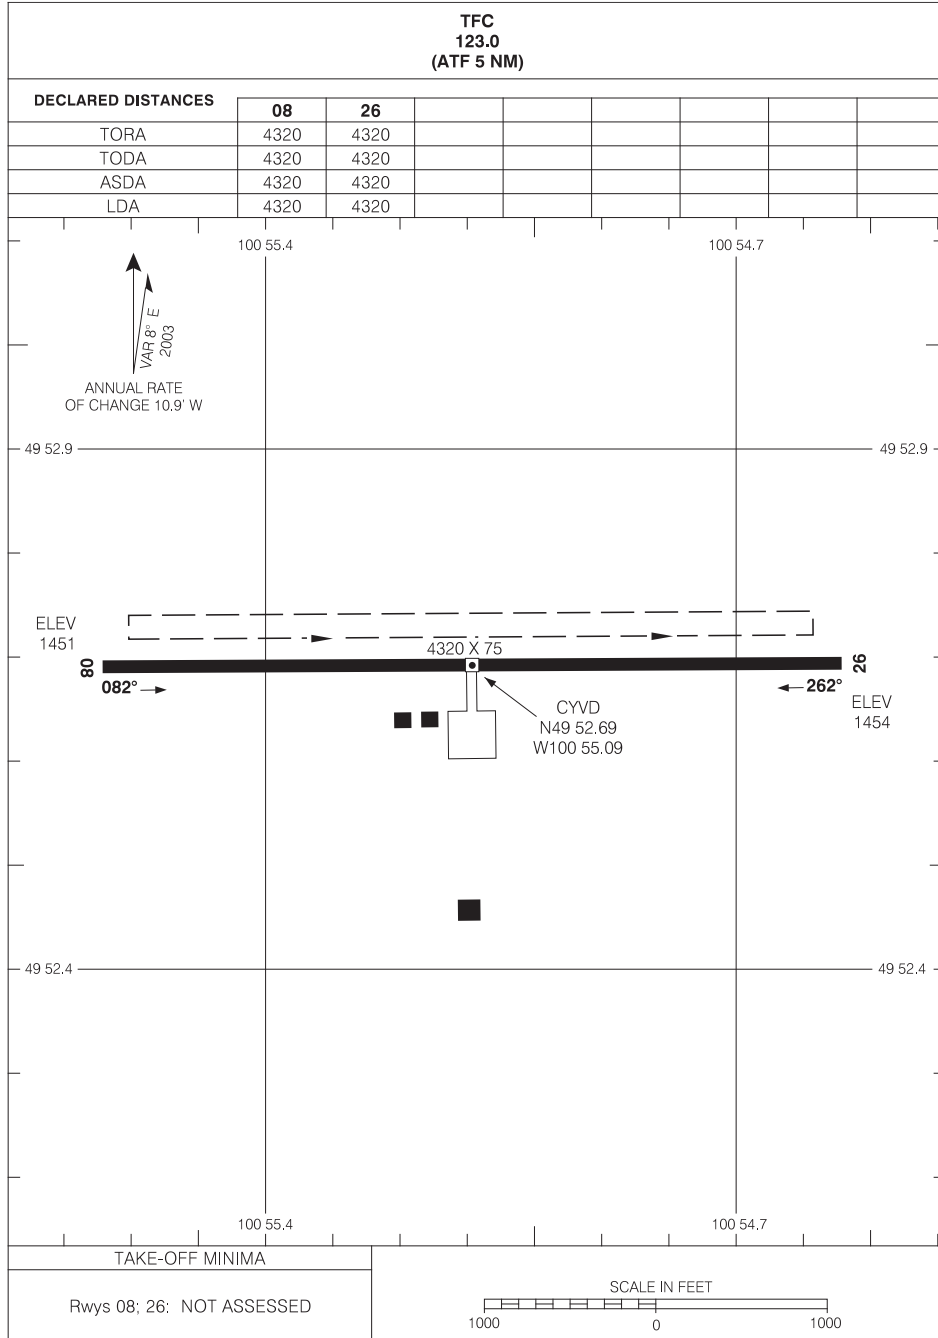 TFC
123.0
(ATF 5 NM)
DECLARED DISTANCES 08 26
TORA 4320 4320
TODA 4320 4320
ASDA 4320 4320
LDA 4320 4320
100 55.4 100 54.7
VAR 8° E
2003
ANNUAL RATE
OF CHANGE 10.9' W
49 52.9 49 52.9
ELEV
1451
4320 X 75
08 26
082° 262°
ELEV
1454
CYVD
N49 52.69
W100 55.09
49 52.4 49 52.4
100 55.4 100 54.7
TAKE-OFF MINIMA
Rwys 08; 26: NOT ASSESSED
SCALE IN FEET
1000 0 1000